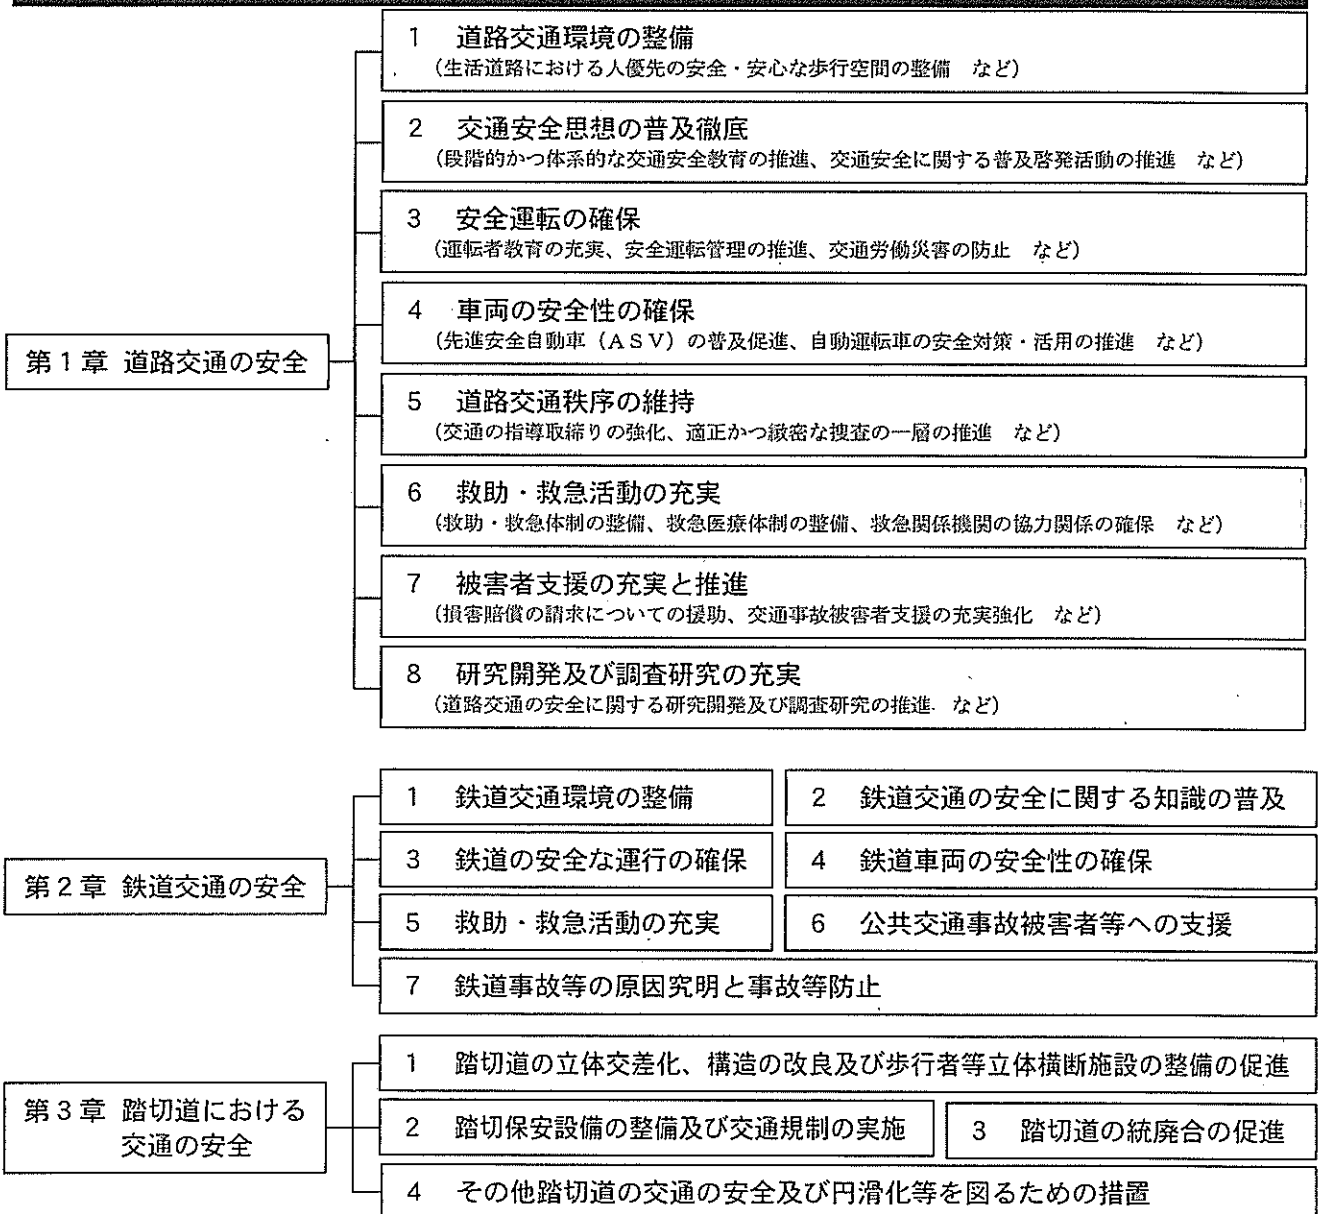 第1章 道路交通の安全
1 道路交通環境の整備
(生活道路における人優先の安全・安心な歩行空間の整備 など)
2 交通安全思想の普及徹底
(段階的かつ体系的な交通安全教育の推進、交通安全に関する普及啓発活動の推進 など)
3 安全運転の確保
(運転者教育の充実、安全運転管理の推進、交通労働災害の防止 など)
4 車両の安全性の確保
(先進安全自動車(ASV)の普及促進、自動運転車の安全対策・活用の推進 など)
5 道路交通秩序の維持
(交通の指導取締りの強化、適正かつ緻密な捜査の一層の推進 など)
6 救助・救急活動の充実
(救助・救急体制の整備、救急医療体制の整備、救急関係機関の協力関係の確保 など)
7 被害者支援の充実と推進
(損害賠償の請求についての援助、交通事故被害者支援の充実強化 など)
8 研究開発及び調査研究の充実
(道路交通の安全に関する研究開発及び調査研究の推進 など)
第2章 鉄道交通の安全
1 鉄道交通環境の整備
2 鉄道交通の安全に関する知識の普及
3 鉄道の安全な運行の確保
4 鉄道車両の安全性の確保
5 救助・救急活動の充実
6 公共交通事故被害者等への支援
7 鉄道事故等の原因究明と事故等防止
第3章 踏切道における
交通の安全
1 踏切道の立体交差化、構造の改良及び歩行者等立体横断施設の整備の促進
2 踏切保安設備の整備及び交通規制の実施
3 踏切道の統廃合の促進
4 その他踏切道の交通の安全及び円滑化等を図るための措置